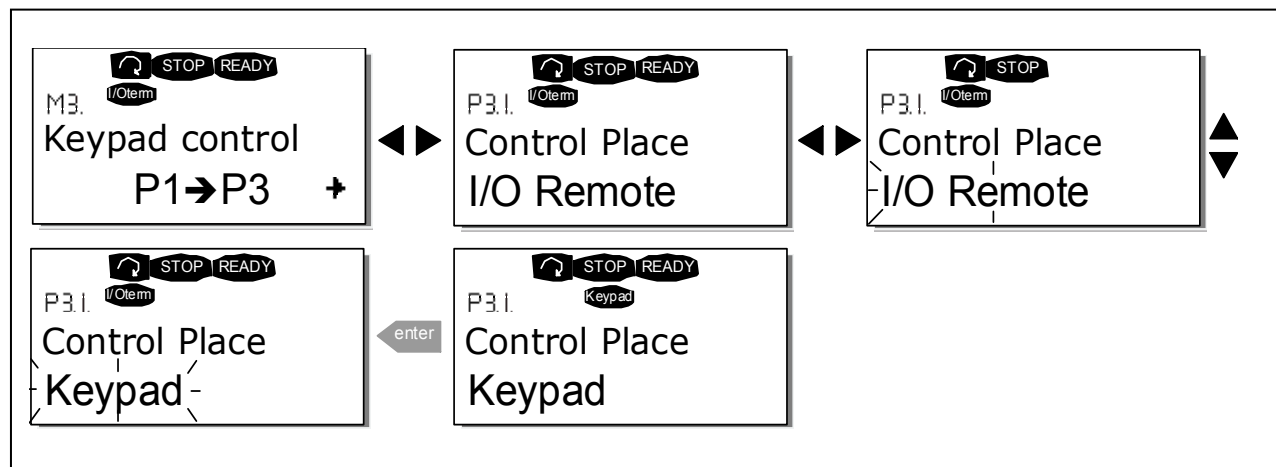 STOP READY
I/Oterm
M3.
Keypad control
P1➔P3
STOP READY
I/Oterm
P3.1.
Control Place
I/O Remote
STOP
I/Oterm
P3.1.
Control Place
I/O Remote
STOP READY
I/Oterm
P3.1.
Control Place
Keypad
enter
STOP READY
Keypad
P3.1.
Control Place
Keypad